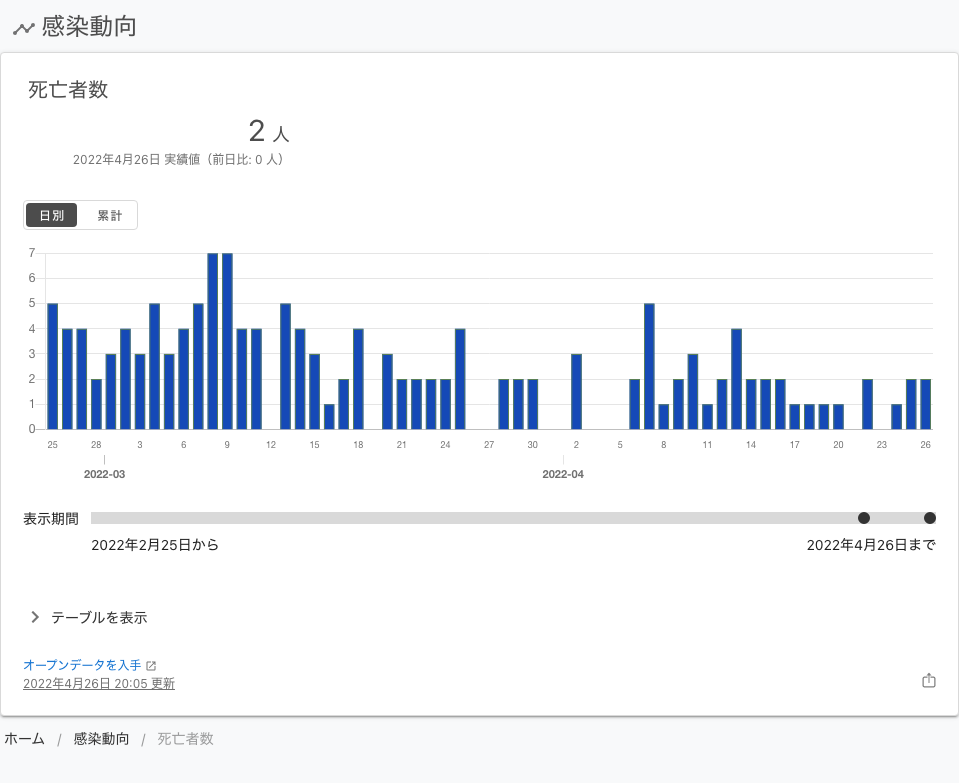 感染動向
死亡者数
2 人
2022年4月26日 実績値（前日比: 0 人）
日別 累計
7
6
5
4
3
2
1
0
25 28 3 6 9 12 15 18 21 24 27 30 2 5 8 11 14 17 20 23 26
2022-03 2022-04
表示期間
2022年2月25日から 2022年4月26日まで
テーブルを表示
オープンデータを入手
2022年4月26日 20:05 更新
ホーム / 感染動向 / 死亡者数